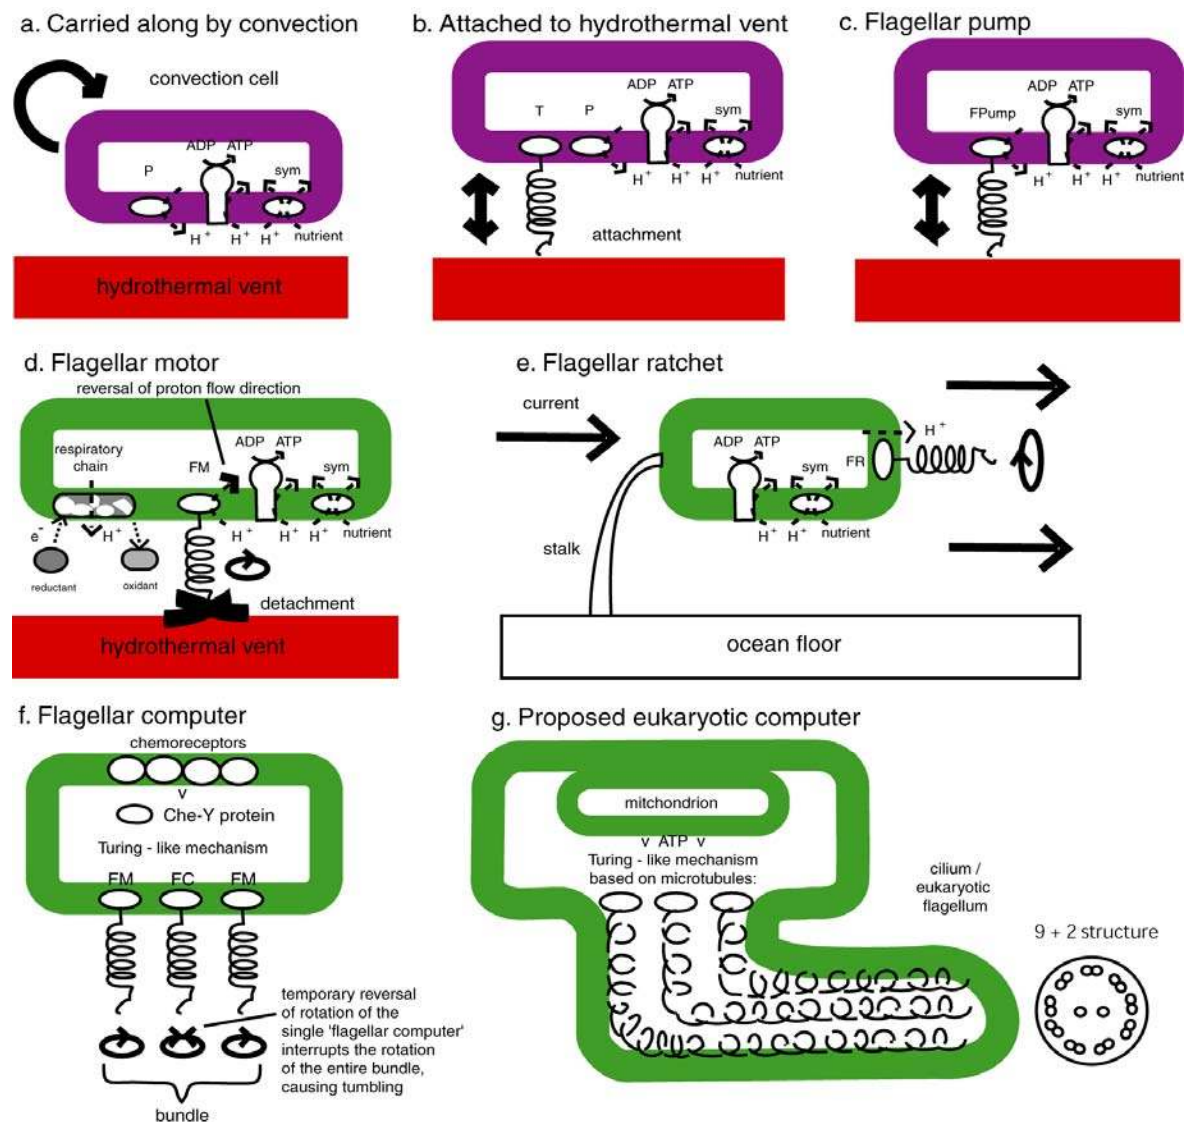 a. Carried along by convection
convection cell
ADP ATP
P
sym
H+ H+ H+ nutrient
hydrothermal vent
b. Attached to hydrothermal vent
ADP ATP
T P
sym
H+ H+ H+ nutrient
attachment
c. Flagellar pump
ADP ATP
FPump
sym
H+ H+ H+ nutrient
d. Flagellar motor
reversal of proton flow direction
respiratory
chain
FM
ADP ATP
sym
e- H+
H+ H+ H+ nutrient
reductant
oxidant
detachment
hydrothermal vent
e. Flagellar ratchet
current
ADP ATP
sym
FR
H+
H+ H+ nutrient
stalk
ocean floor
f. Flagellar computer
chemoreceptors
v
Che-Y protein
Turing - like mechanism
FM FC FM
temporary reversal
of rotation of the
single 'flagellar computer'
interrupts the rotation
of the entire bundle,
causing tumbling
bundle
g. Proposed eukaryotic computer
mitchondrion
v ATP v
Turing - like mechanism
based on microtubules:
cilium /
eukaryotic
flagellum
9 + 2 structure